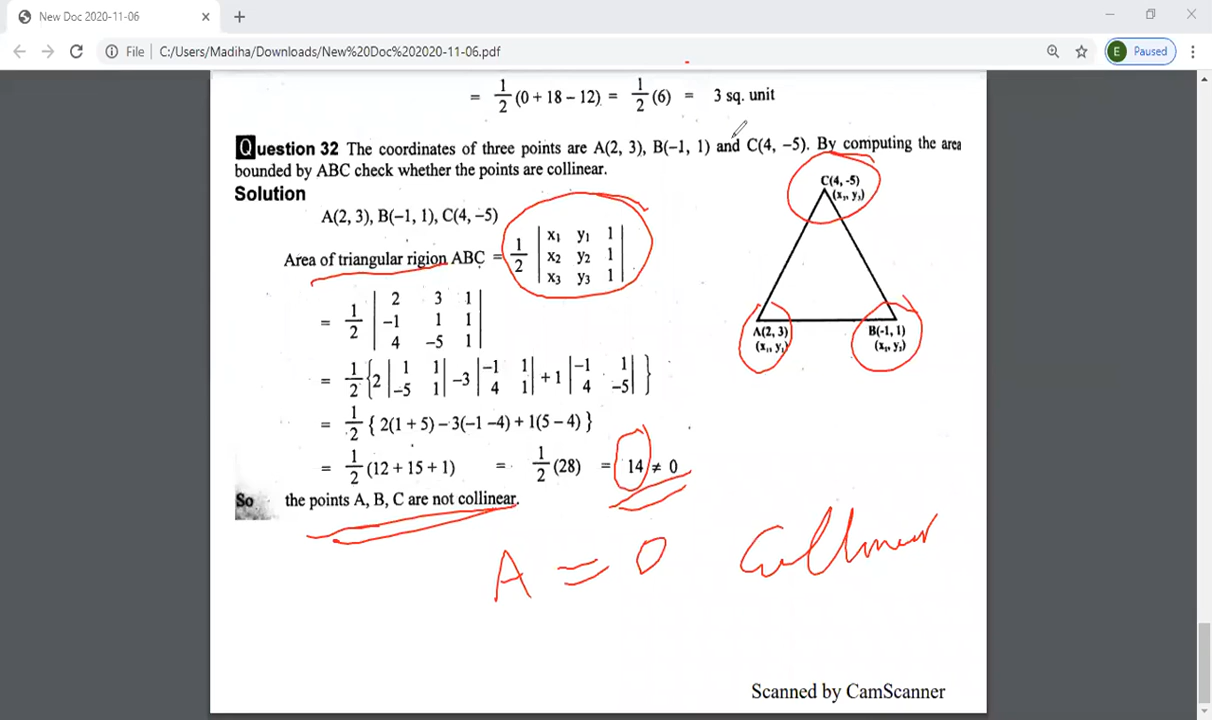 New Doc 2020-11-06
File C:/Users/Madiha/Downloads/New%20Doc%202020-11-06.pdf E Paused
= 1/2 (0 + 18 – 12) = 1/2 (6) = 3 sq. unit
Question 32 The coordinates of three points are A(2, 3), B(–1, 1) and C(4, –5). By computing the area
bounded by ABC check whether the points are collinear.
Solution
C(4, -5)
A(2, 3), B(–1, 1), C(4, –5)
Area of triangular rigion ABC = 1/2 | x₁ y₁ 1 |
| x₂ y₂ 1 |
| x₃ y₃ 1 |
= 1/2 | 2 3 1 |
| –1 1 1 |
| 4 –5 1 |
A(2, 3) B(-1, 1)
= 1/2 { 2 | 1 1 | –3 | –1 1 | + 1 | –1 1 | }
| –5 1 | | 4 1 | | 4 –5 |
= 1/2 { 2(1 + 5) – 3(–1 –4) + 1(5 – 4) }
= 1/2 (12 + 15 + 1) = 1/2 (28) = 14 ≠ 0
So the points A, B, C are not collinear.
A = 0 Collinear
Scanned by CamScanner